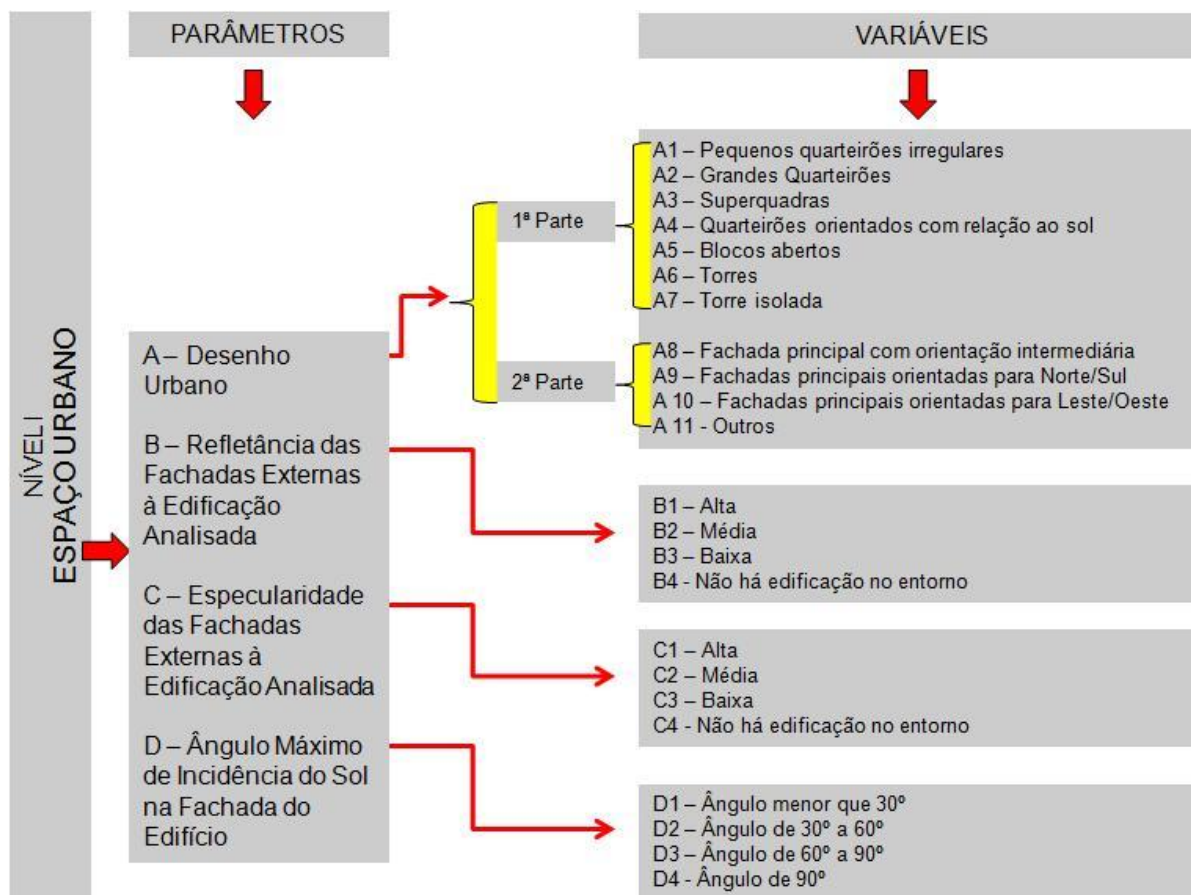 NÍVEL I
ESPAÇO URBANO
PARÂMETROS
A – Desenho
Urbano
B – Refletância das
Fachadas Externas
à Edificação
Analisada
C – Especularidade
das Fachadas
Externas à
Edificação Analisada
D – Ângulo Máximo
de Incidência do Sol
na Fachada do
Edifício
1ª Parte
2ª Parte
VARIÁVEIS
A1 – Pequenos quarteirões irregulares
A2 – Grandes Quarteirões
A3 – Superquadras
A4 – Quarteirões orientados com relação ao sol
A5 – Blocos abertos
A6 – Torres
A7 – Torre isolada
A8 – Fachada principal com orientação intermediária
A9 – Fachadas principais orientadas para Norte/Sul
A 10 – Fachadas principais orientadas para Leste/Oeste
A 11 - Outros
B1 – Alta
B2 – Média
B3 – Baixa
B4 - Não há edificação no entorno
C1 – Alta
C2 – Média
C3 – Baixa
C4 - Não há edificação no entorno
D1 – Ângulo menor que 30º
D2 – Ângulo de 30º a 60º
D3 – Ângulo de 60º a 90º
D4 - Ângulo de 90º